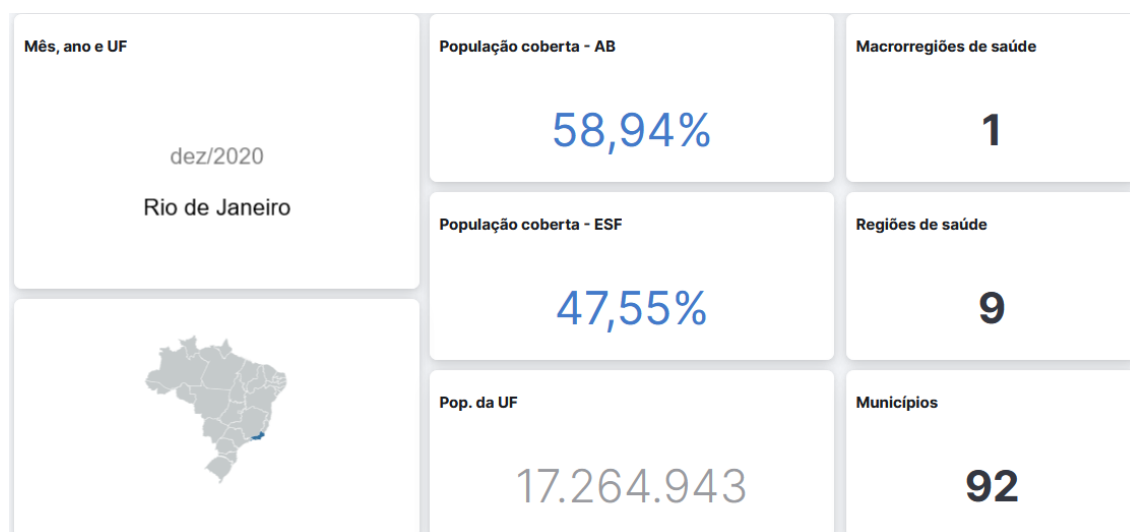 Mês, ano e UF
dez/2020
Rio de Janeiro
População coberta - AB
58,94%
População coberta - ESF
47,55%
Pop. da UF
17.264.943
Macrorregiões de saúde
1
Regiões de saúde
9
Municípios
92